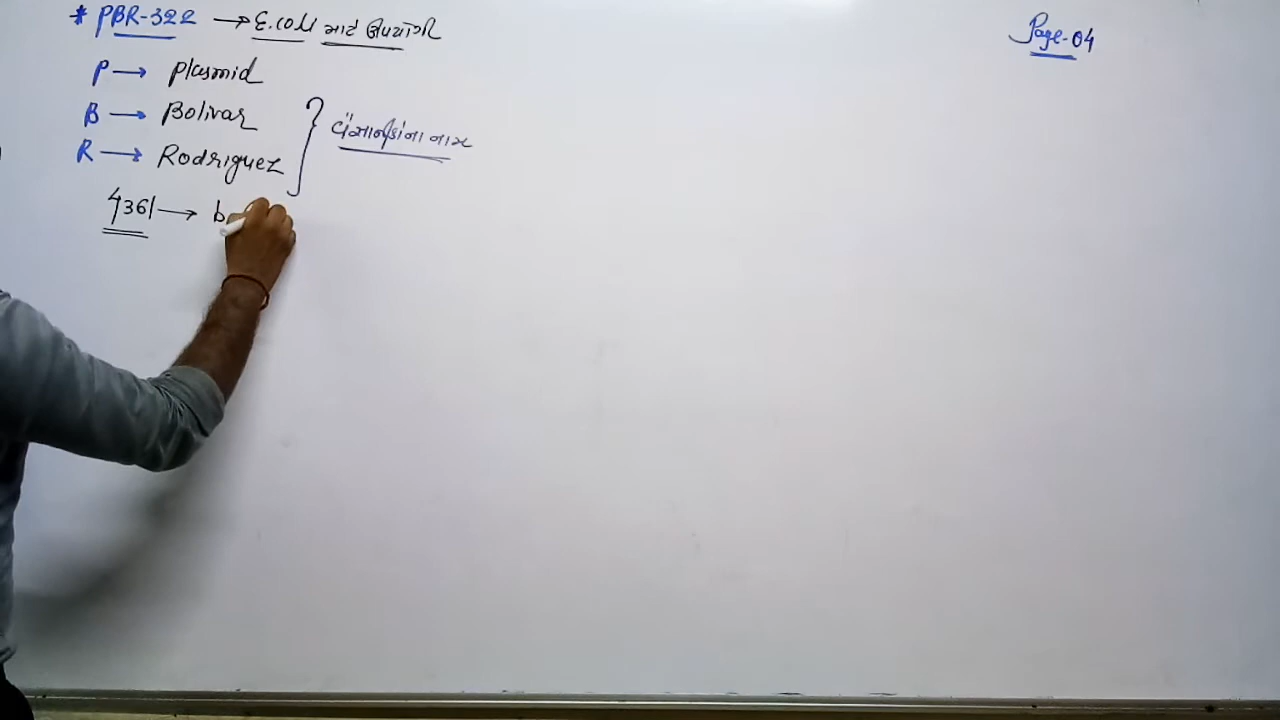 * PBR-322 → E.coli માટે ઉપયોગી
Page-04
P → Plasmid
B → Bolivar
R → Rodriguez
વૈજ્ઞાનિકોના નામ
4361 → b